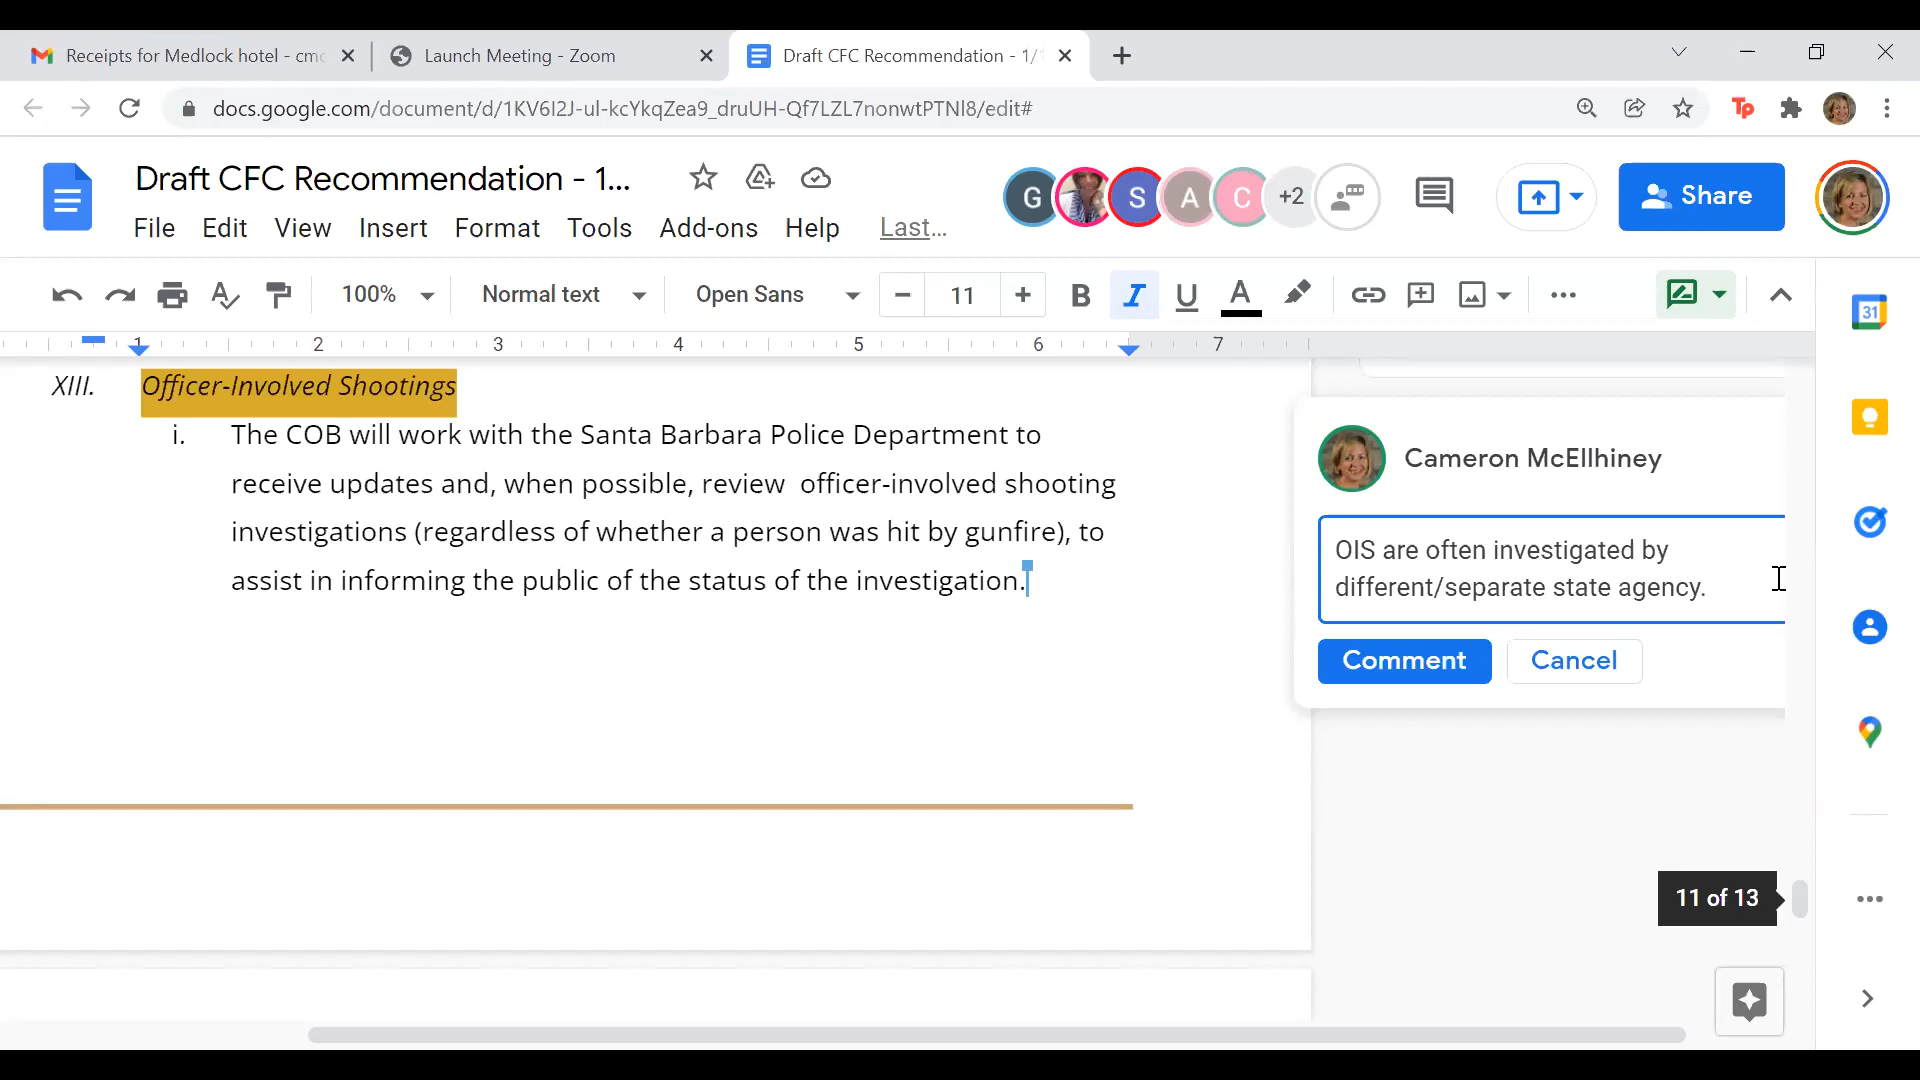 Receipts for Medlock hotel - cmc
Launch Meeting - Zoom
Draft CFC Recommendation - 1/1
docs.google.com/document/d/1KV6I2J-ul-kcYkqZea9_druUH-Qf7LZL7nonwtPTNl8/edit#
Tp
Draft CFC Recommendation - 1...
G S A C +2
Share
File Edit View Insert Format Tools Add-ons Help Last...
100% Normal text Open Sans − 11 + B I U A
31
1 2 3 4 5 6 7
XIII. Officer-Involved Shootings
i. The COB will work with the Santa Barbara Police Department to
receive updates and, when possible, review  officer-involved shooting
investigations (regardless of whether a person was hit by gunfire), to
assist in informing the public of the status of the investigation.
Cameron McEllhiney
OIS are often investigated by
different/separate state agency.
Comment Cancel
11 of 13